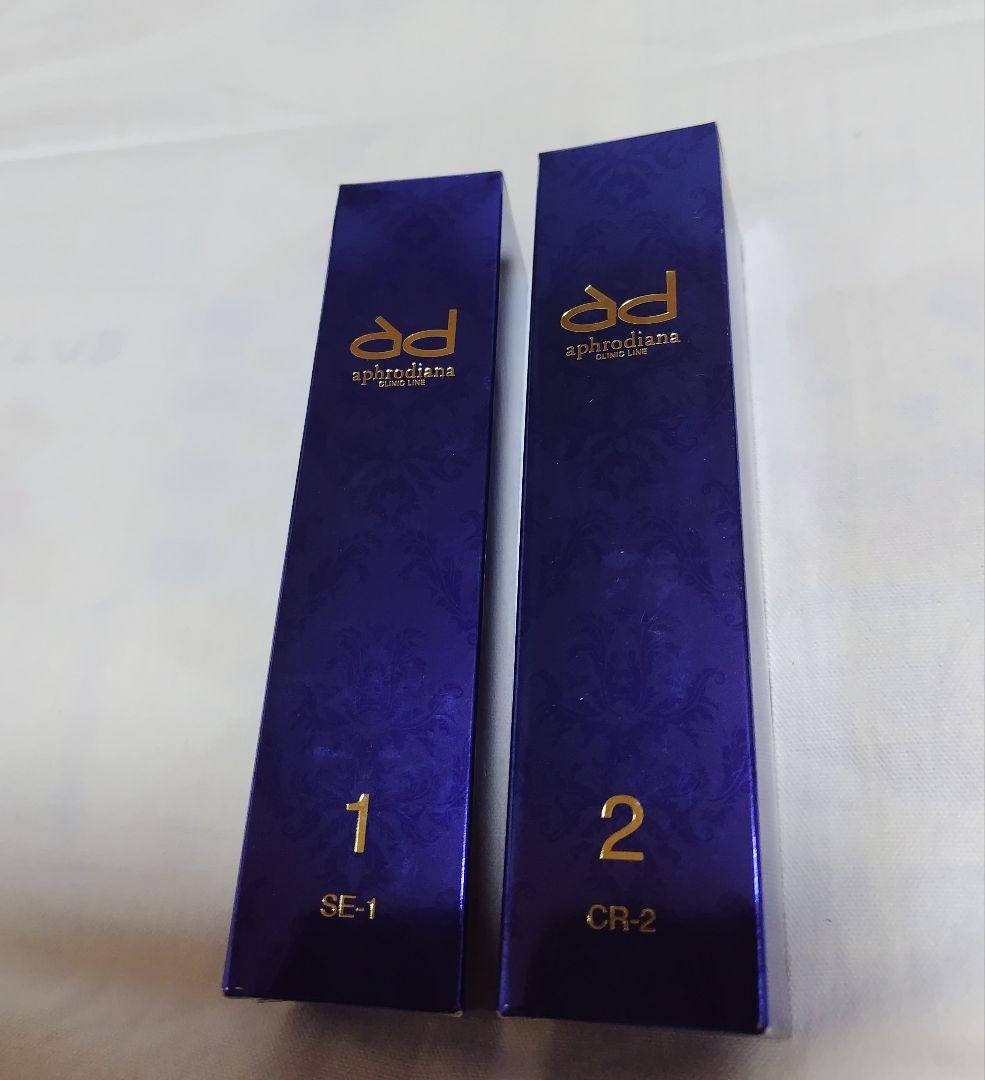 ad
aphrodiana
CLINIC LINE
1
SE-1
ad
aphrodiana
CLINIC LINE
2
CR-2